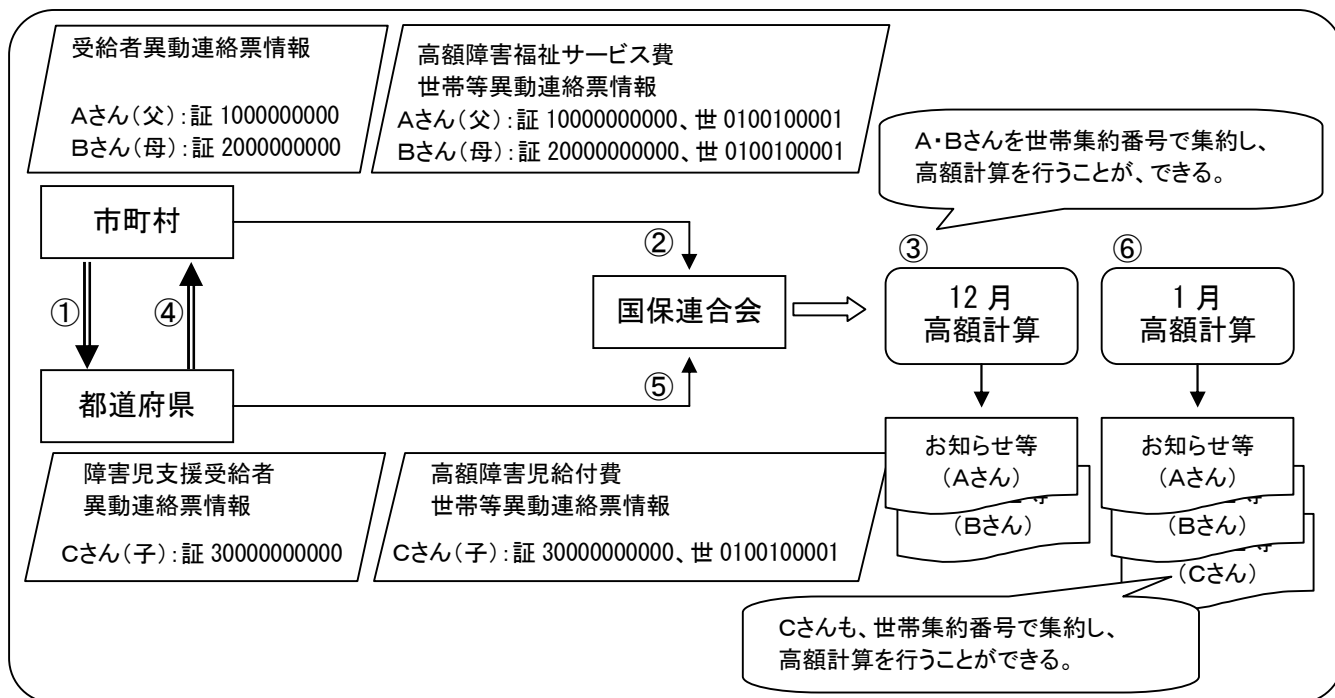 受給者異動連絡票情報
Aさん(父):証 1000000000
Bさん(母):証 2000000000
高額障害福祉サービス費
世帯等異動連絡票情報
Aさん(父):証 10000000000、世 0100100001
Bさん(母):証 20000000000、世 0100100001
A・Bさんを世帯集約番号で集約し、
高額計算を行うことが、できる。
市町村
①
④
都道府県
②
国保連合会
⑤
③
12 月
高額計算
⑥
1 月
高額計算
お知らせ等
(Aさん)
(Bさん)
お知らせ等
(Aさん)
等
(Bさん)
等
(Cさん)
障害児支援受給者
異動連絡票情報
Cさん(子):証 30000000000
高額障害児給付費
世帯等異動連絡票情報
Cさん(子):証 30000000000、世 0100100001
Cさんも、世帯集約番号で集約し、
高額計算を行うことができる。